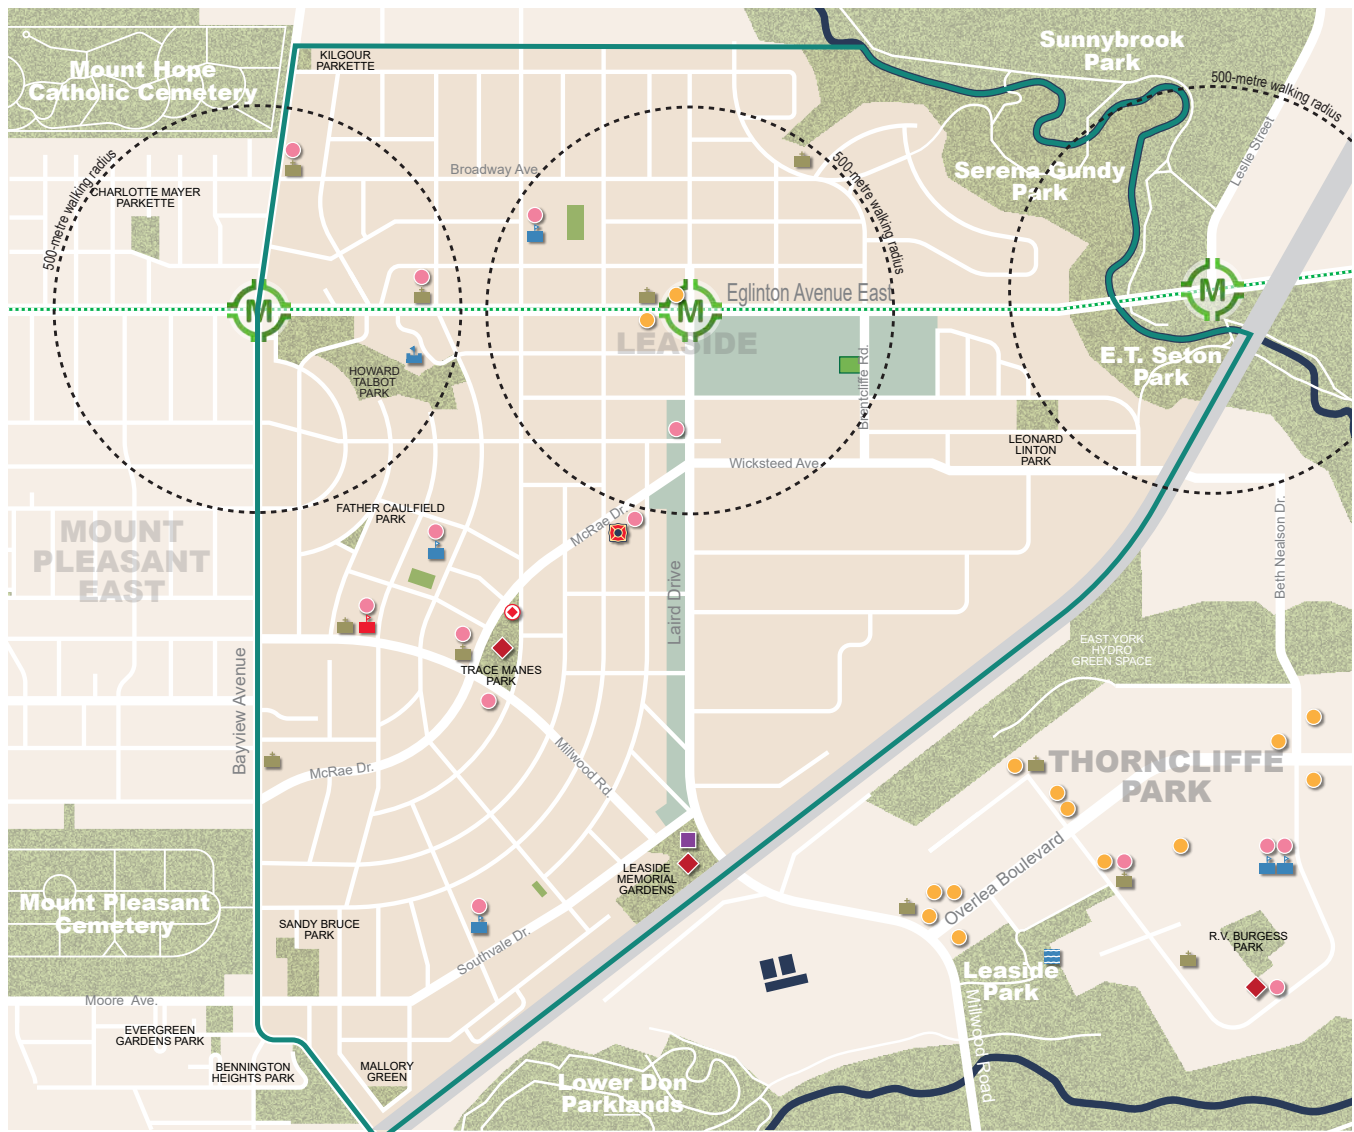 KILGOUR
PARKETTE
Sunnybrook
Park
Mount Hope
Catholic Cemetery
500-metre walking radius
500-metre walking radius
500-metre walking radius
Leslie Street
Broadway Ave.
Serena Gundy
Park
CHARLOTTE MAYER
PARKETTE
M
M
M
Eglinton Avenue East
LEASIDE
E.T. Seton
Park
HOWARD
TALBOT
PARK
Brentcliffe Rd.
LEONARD
LINTON
PARK
Wicksteed Ave.
FATHER CAULFIELD
PARK
McRae Dr.
MOUNT
PLEASANT
EAST
Beth Nealson Dr.
Laird Drive
EAST YORK
HYDRO
GREEN SPACE
TRACE MANES
PARK
Bayview Avenue
McRae Dr.
Millwood Rd.
THORNCLIFFE
PARK
LEASIDE
MEMORIAL
GARDENS
Overlea Boulevard
Mount Pleasant
Cemetery
SANDY BRUCE
PARK
Southvale Dr.
R.V. BURGESS
PARK
Leaside
Park
Millwood Road
Moore Ave.
EVERGREEN
GARDENS PARK
BENNINGTON
HEIGHTS PARK
MALLORY
GREEN
Lower Don
Parklands